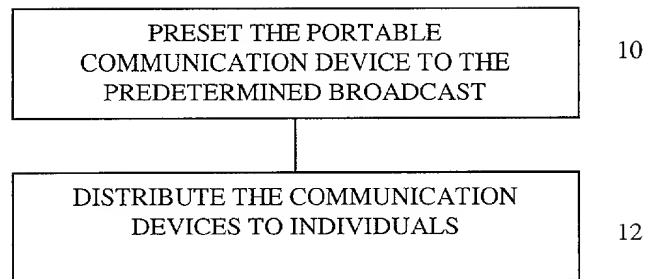 PRESET THE PORTABLE
COMMUNICATION DEVICE TO THE
PREDETERMINED BROADCAST
10
DISTRIBUTE THE COMMUNICATION
DEVICES TO INDIVIDUALS
12